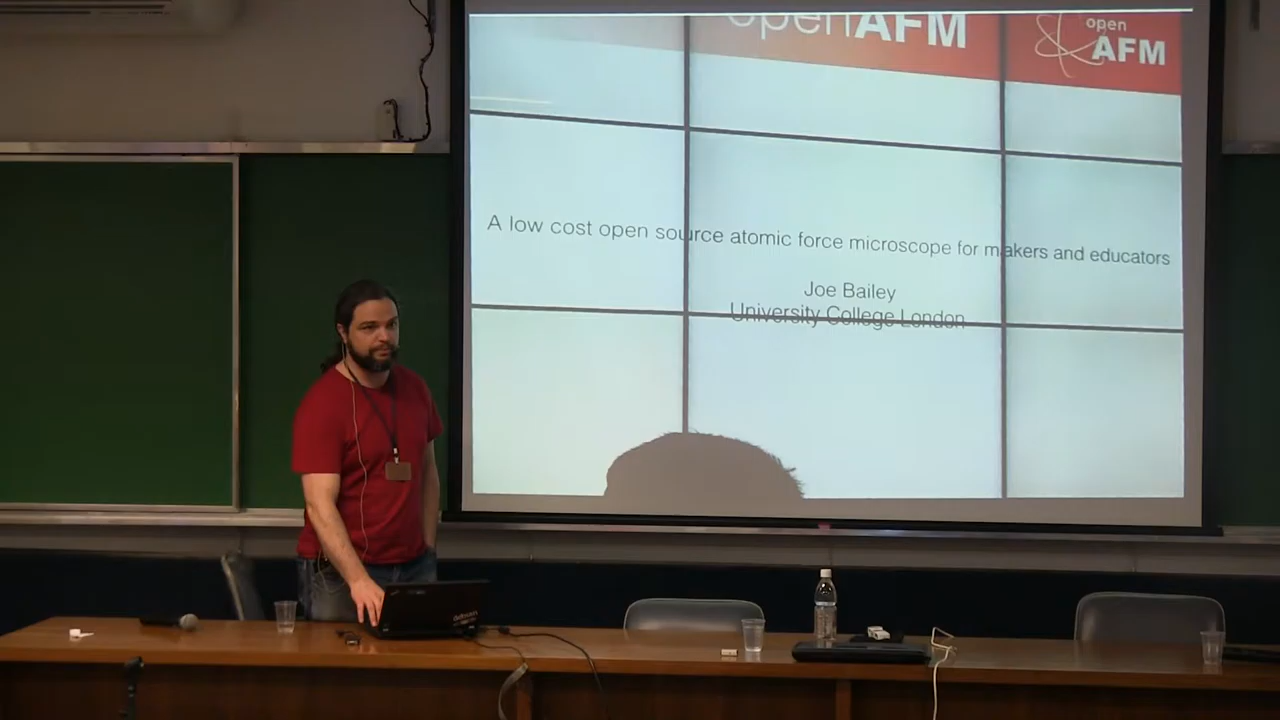 openAFM
open
AFM
A low cost open source atomic force microscope for makers and educators
Joe Bailey
University College London